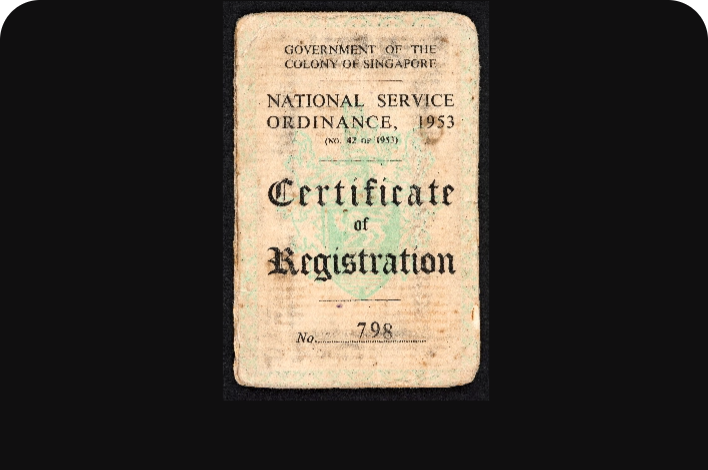 GOVERNMENT OF THE
COLONY OF SINGAPORE
NATIONAL SERVICE
ORDINANCE, 1953
(NO. 42 OF 1953)
Certificate
of
Registration
No. 798